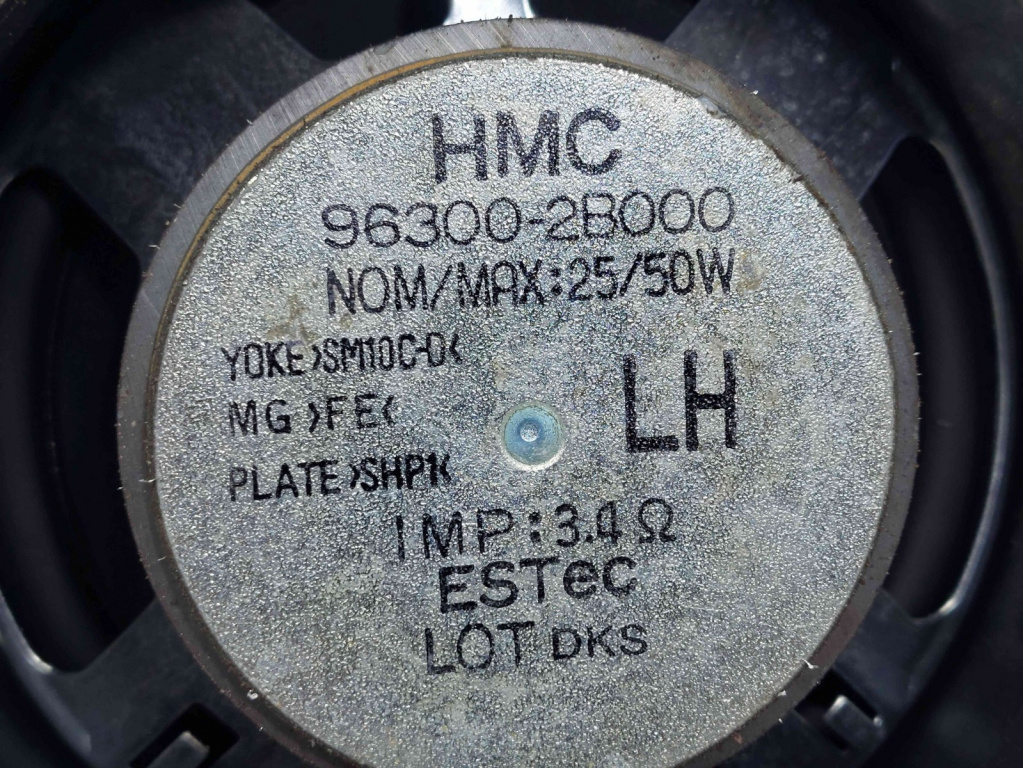 HMC
96300-2B000
NOM/MAX:25/50W
YOKE>SM10C-0<
MG >FE<
LH
PLATE>SHP1<
IMP:3.4Ω
ESTec
LOT DKS